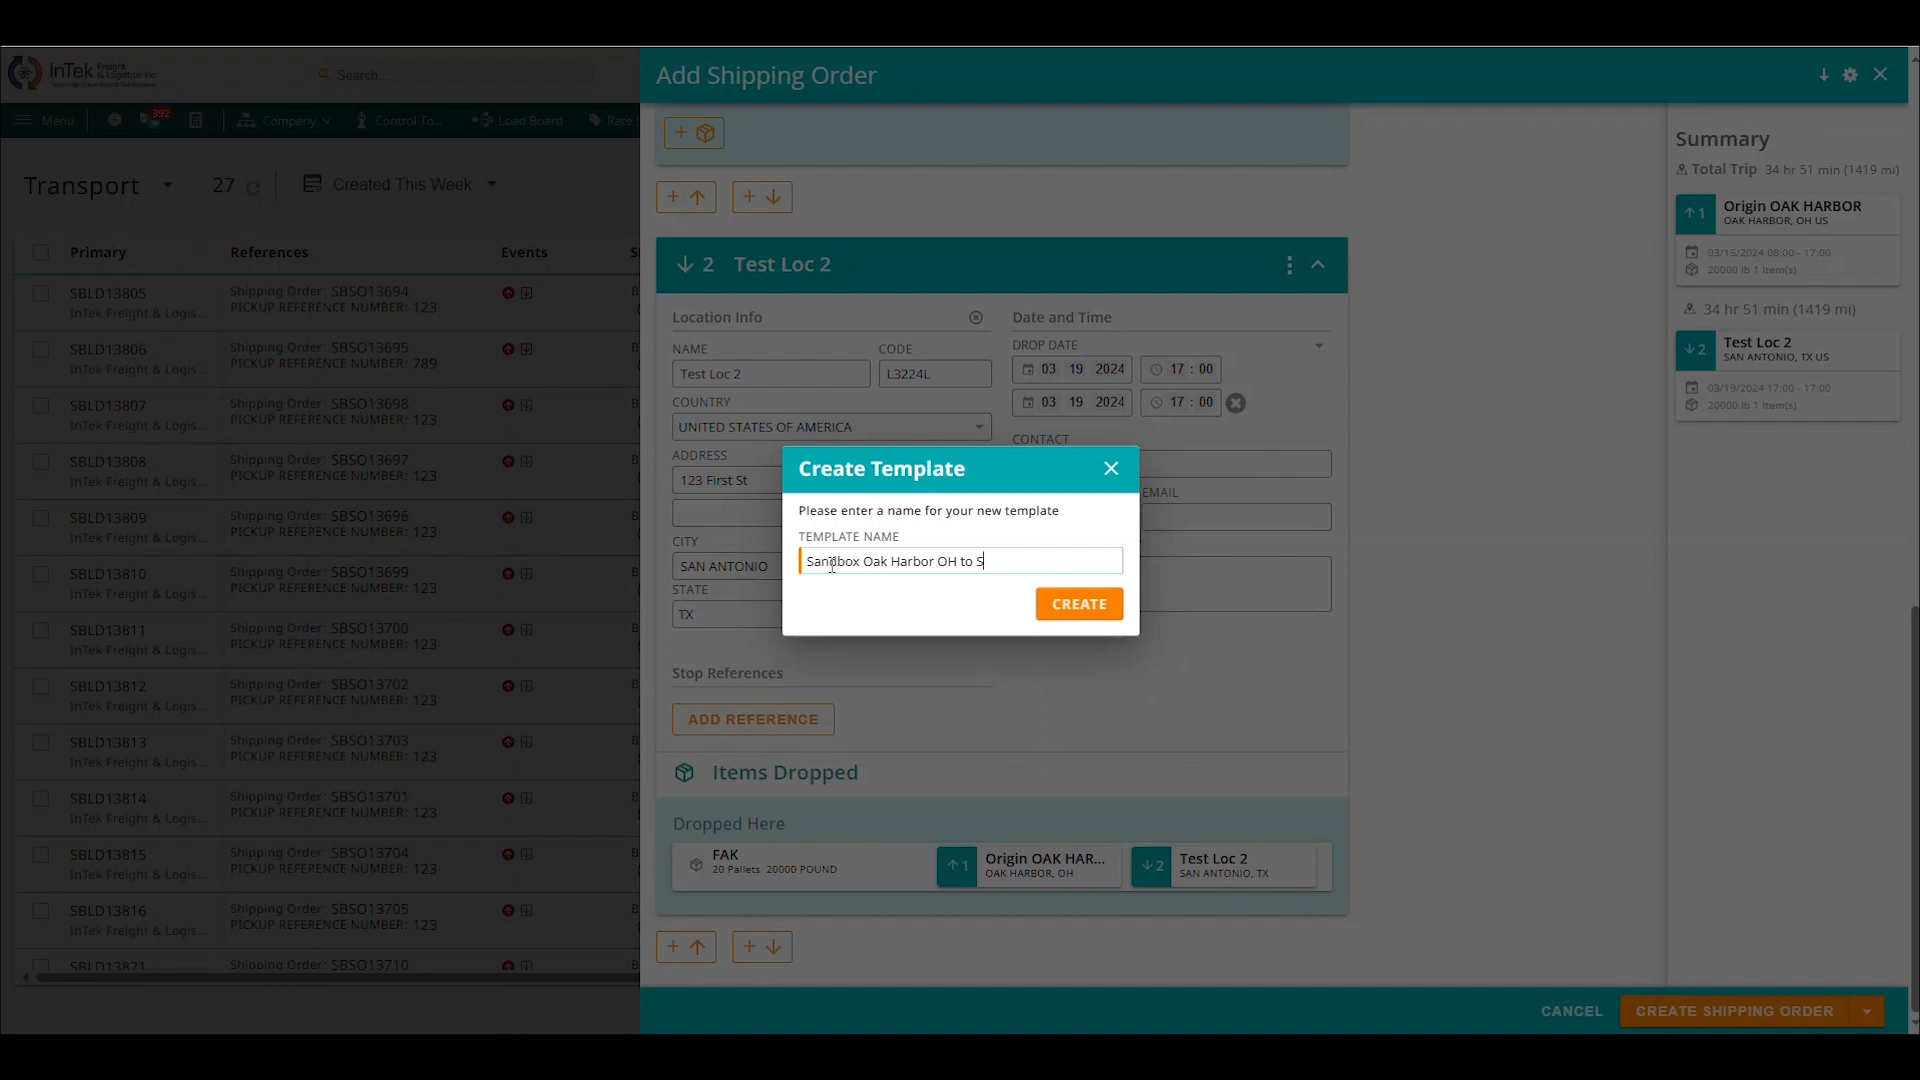 InTek Freight & Logistics, Inc
Search...
Menu
392
Company
Control To...
Load Board
Rate S
Transport
27
Created This Week
Primary
References
Events
SBLD13805
InTek Freight & Logis...
Shipping Order: SBSO13694
PICKUP REFERENCE NUMBER: 123
SBLD13806
InTek Freight & Logis...
Shipping Order: SBSO13695
PICKUP REFERENCE NUMBER: 789
SBLD13807
InTek Freight & Logis...
Shipping Order: SBSO13698
PICKUP REFERENCE NUMBER: 123
SBLD13808
InTek Freight & Logis...
Shipping Order: SBSO13697
PICKUP REFERENCE NUMBER: 123
SBLD13809
InTek Freight & Logis...
Shipping Order: SBSO13696
PICKUP REFERENCE NUMBER: 123
SBLD13810
InTek Freight & Logis...
Shipping Order: SBSO13699
PICKUP REFERENCE NUMBER: 123
SBLD13811
InTek Freight & Logis...
Shipping Order: SBSO13700
PICKUP REFERENCE NUMBER: 123
SBLD13812
InTek Freight & Logis...
Shipping Order: SBSO13702
PICKUP REFERENCE NUMBER: 123
SBLD13813
InTek Freight & Logis...
Shipping Order: SBSO13703
PICKUP REFERENCE NUMBER: 123
SBLD13814
InTek Freight & Logis...
Shipping Order: SBSO13701
PICKUP REFERENCE NUMBER: 123
SBLD13815
InTek Freight & Logis...
Shipping Order: SBSO13704
PICKUP REFERENCE NUMBER: 123
SBLD13816
InTek Freight & Logis...
Shipping Order: SBSO13705
PICKUP REFERENCE NUMBER: 123
SBLD13821
Shipping Order: SBSO13710
Add Shipping Order
2 Test Loc 2
Location Info
NAME
Test Loc 2
CODE
L3224L
COUNTRY
UNITED STATES OF AMERICA
ADDRESS
123 First St
CITY
SAN ANTONIO
STATE
TX
Date and Time
DROP DATE
03 19 2024 17 : 00
03 19 2024 17 : 00
CONTACT
EMAIL
Create Template
Please enter a name for your new template
TEMPLATE NAME
Sandbox Oak Harbor OH to S
CREATE
Stop References
ADD REFERENCE
Items Dropped
Dropped Here
FAK
20 Pallets 20000 POUND
1 Origin OAK HAR...
OAK HARBOR, OH
2 Test Loc 2
SAN ANTONIO, TX
Summary
Total Trip 34 hr 51 min (1419 mi)
1 Origin OAK HARBOR
OAK HARBOR, OH US
03/15/2024 08:00 - 17:00
20000 lb 1 Item(s)
34 hr 51 min (1419 mi)
2 Test Loc 2
SAN ANTONIO, TX US
03/19/2024 17:00 - 17:00
20000 lb 1 Item(s)
CANCEL
CREATE SHIPPING ORDER